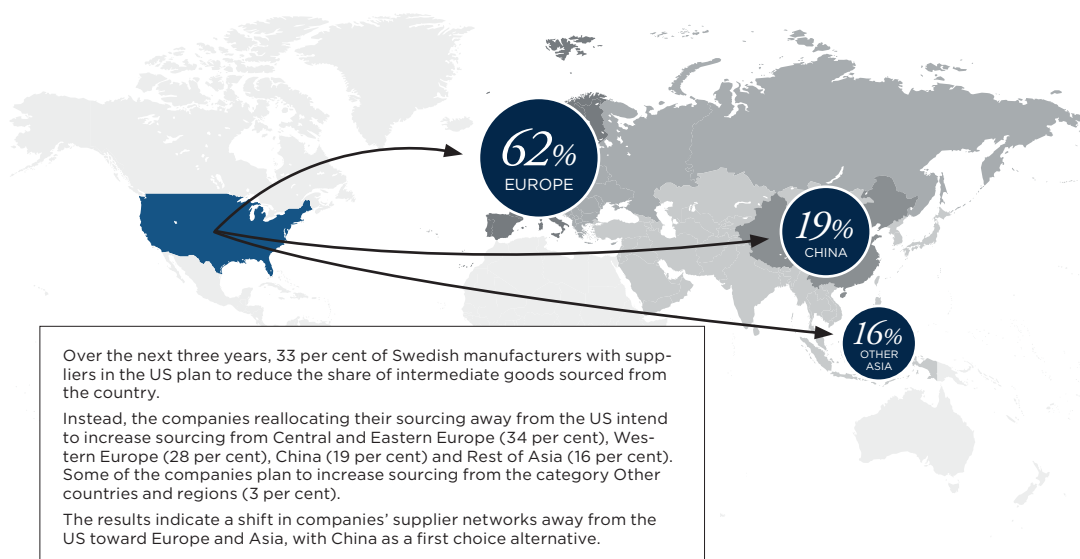 62%
EUROPE
19%
CHINA
16%
OTHER
ASIA
Over the next three years, 33 per cent of Swedish manufacturers with supp-
liers in the US plan to reduce the share of intermediate goods sourced from
the country.
Instead, the companies reallocating their sourcing away from the US intend
to increase sourcing from Central and Eastern Europe (34 per cent), Wes-
tern Europe (28 per cent), China (19 per cent) and Rest of Asia (16 per cent).
Some of the companies plan to increase sourcing from the category Other
countries and regions (3 per cent).
The results indicate a shift in companies’ supplier networks away from the
US toward Europe and Asia, with China as a first choice alternative.